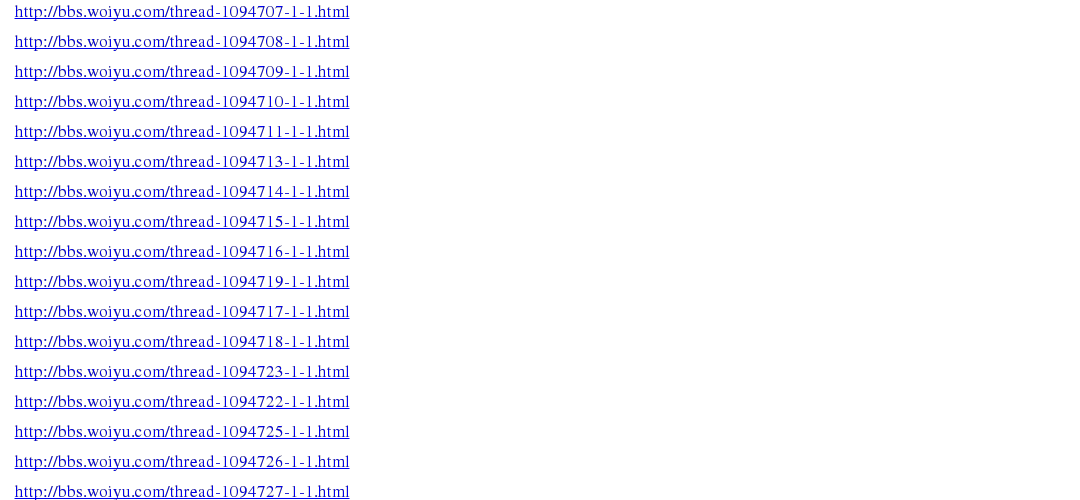 http://bbs.woiyu.com/thread-1094707-1-1.html
http://bbs.woiyu.com/thread-1094708-1-1.html
http://bbs.woiyu.com/thread-1094709-1-1.html
http://bbs.woiyu.com/thread-1094710-1-1.html
http://bbs.woiyu.com/thread-1094711-1-1.html
http://bbs.woiyu.com/thread-1094713-1-1.html
http://bbs.woiyu.com/thread-1094714-1-1.html
http://bbs.woiyu.com/thread-1094715-1-1.html
http://bbs.woiyu.com/thread-1094716-1-1.html
http://bbs.woiyu.com/thread-1094719-1-1.html
http://bbs.woiyu.com/thread-1094717-1-1.html
http://bbs.woiyu.com/thread-1094718-1-1.html
http://bbs.woiyu.com/thread-1094723-1-1.html
http://bbs.woiyu.com/thread-1094722-1-1.html
http://bbs.woiyu.com/thread-1094725-1-1.html
http://bbs.woiyu.com/thread-1094726-1-1.html
http://bbs.woiyu.com/thread-1094727-1-1.html